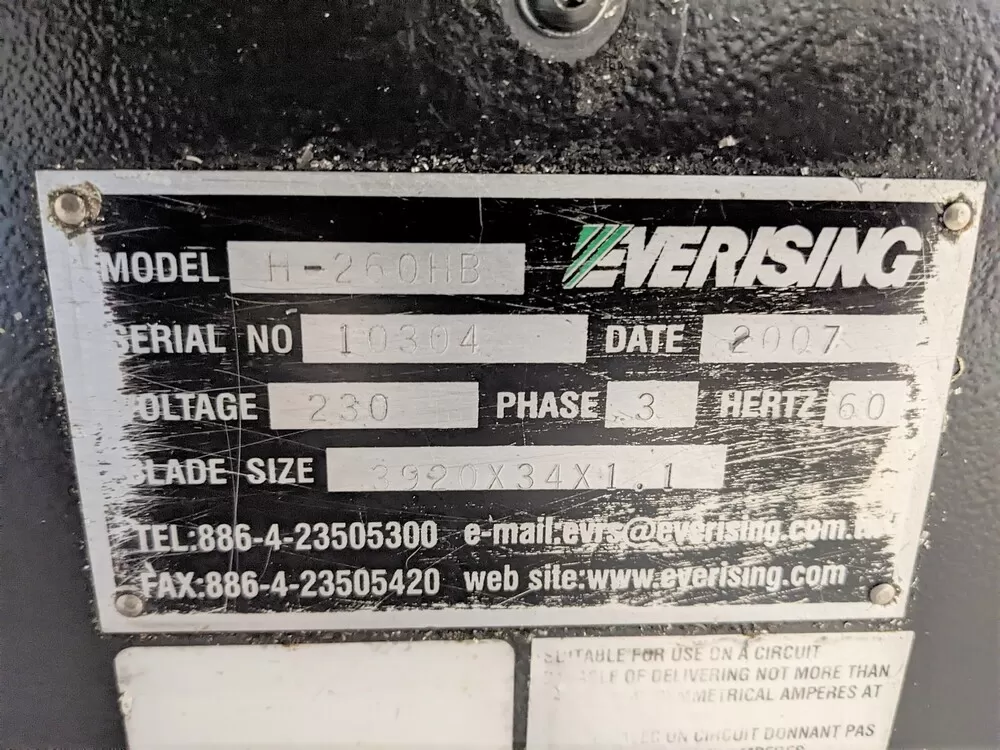 MODEL H-260HB EVERISING
SERIAL NO 10304 DATE 2007
VOLTAGE 230 PHASE 3 HERTZ 60
BLADE SIZE 3920X34X1.1
TEL:886-4-23505300 e-mail:evrs@everising.com.tw
FAX:886-4-23505420 web site:www.everising.com
SUITABLE FOR USE ON A CIRCUIT
OF DELIVERING NOT MORE THAN
AMPERES AT
UN CIRCUIT DONNANT PAS